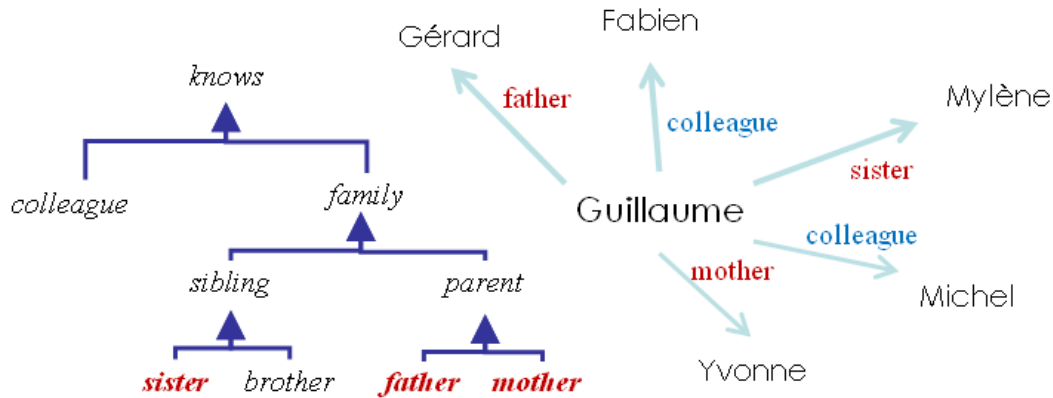 knows
colleague
family
sibling
parent
sister
brother
father
mother
Gérard
Fabien
Mylène
father
colleague
sister
Guillaume
colleague
mother
Michel
Yvonne